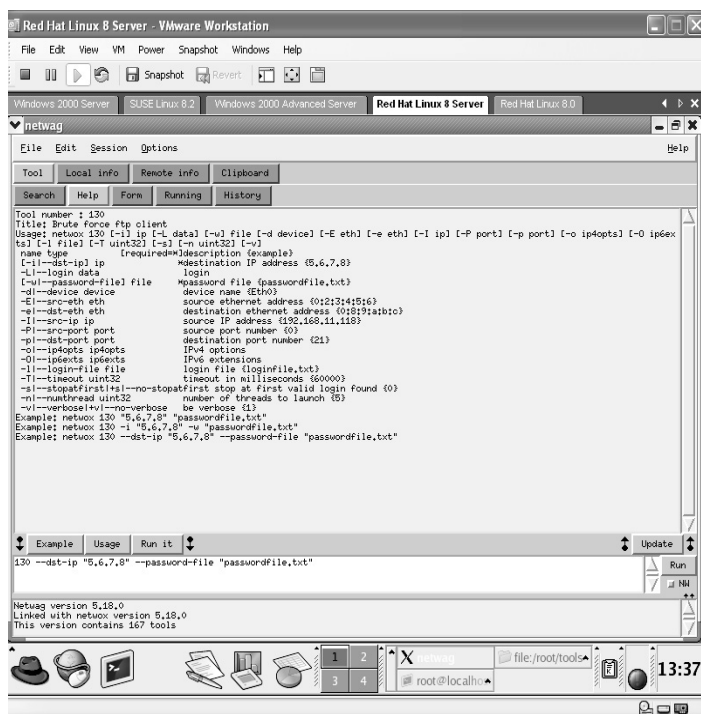 Red Hat Linux 8 Server - VMware Workstation
File Edit View VM Power Snapshot Windows Help
Snapshot Revert
Windows 2000 Server SUSE Linux 8.2 Windows 2000 Advanced Server Red Hat Linux 8 Server Red Hat Linux 8.0
netwag
File Edit Session Options Help
Tool Local info Remote info Clipboard
Search Help Form Running History
Tool number : 130
Title: Brute force ftp client
Usage: netwox 130 [-i] ip [-L data] [-w] file [-d device] [-E eth] [-e eth] [-I ip] [-P port] [-p port] [-o ip4opts] [-O ip6ex
ts] [-l file] [-T uint32] [-s] [-n uint32] [-v]
name type [required=*]description {example}
[-i|--dst-ip] ip *destination IP address {5.6.7.8}
-L|--login data login
[-w|--password-file] file *password file {passwordfile.txt}
-d|--device device device name {Eth0}
-E|--src-eth eth source ethernet address {0:2:3:4:5:6}
-e|--dst-eth eth destination ethernet address {0:8:9:a:b:c}
-I|--src-ip ip source IP address {192.168.11.118}
-P|--src-port port source port number {0}
-p|--dst-port port destination port number {21}
-o|--ip4opts ip4opts IPv4 options
-O|--ip6exts ip6exts IPv6 extensions
-l|--login-file file login file {loginfile.txt}
-T|--timeout uint32 timeout in milliseconds {60000}
-s|--stopatfirst|+s|--no-stopatfirst stop at first valid login found {0}
-n|--numthread uint32 number of threads to launch {5}
-v|--verbose|+v|--no-verbose be verbose {1}
Example: netwox 130 "5.6.7.8" "passwordfile.txt"
Example: netwox 130 -i "5.6.7.8" -w "passwordfile.txt"
Example: netwox 130 --dst-ip "5.6.7.8" --password-file "passwordfile.txt"
Example Usage Run it Update
130 --dst-ip "5.6.7.8" --password-file "passwordfile.txt"
Run
NW
Netwag version 5.18.0
Linked with netwox version 5.18.0
This version contains 167 tools
1 2 netwag file:/root/tools
3 4 root@localho
13:37